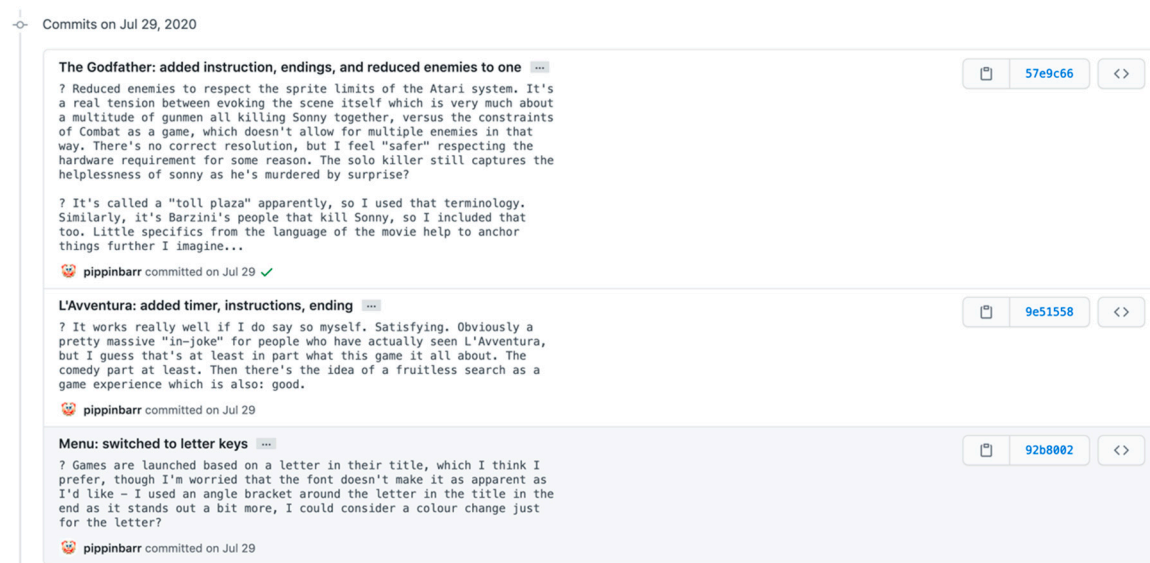 Commits on Jul 29, 2020
The Godfather: added instruction, endings, and reduced enemies to one ...
57e9c66
? Reduced enemies to respect the sprite limits of the Atari system. It's
a real tension between evoking the scene itself which is very much about
a multitude of gunmen all killing Sonny together, versus the constraints
of Combat as a game, which doesn't allow for multiple enemies in that
way. There's no correct resolution, but I feel "safer" respecting the
hardware requirement for some reason. The solo killer still captures the
helplessness of sonny as he's murdered by surprise?
? It's called a "toll plaza" apparently, so I used that terminology.
Similarly, it's Barzini's people that kill Sonny, so I included that
too. Little specifics from the language of the movie help to anchor
things further I imagine...
pippinbarr committed on Jul 29 ✓
L'Avventura: added timer, instructions, ending ...
9e51558
? It works really well if I do say so myself. Satisfying. Obviously a
pretty massive "in-joke" for people who have actually seen L'Avventura,
but I guess that's at least in part what this game it all about. The
comedy part at least. Then there's the idea of a fruitless search as a
game experience which is also: good.
pippinbarr committed on Jul 29
Menu: switched to letter keys ...
92b8002
? Games are launched based on a letter in their title, which I think I
prefer, though I'm worried that the font doesn't make it as apparent as
I'd like – I used an angle bracket around the letter in the title in the
end as it stands out a bit more, I could consider a colour change just
for the letter?
pippinbarr committed on Jul 29